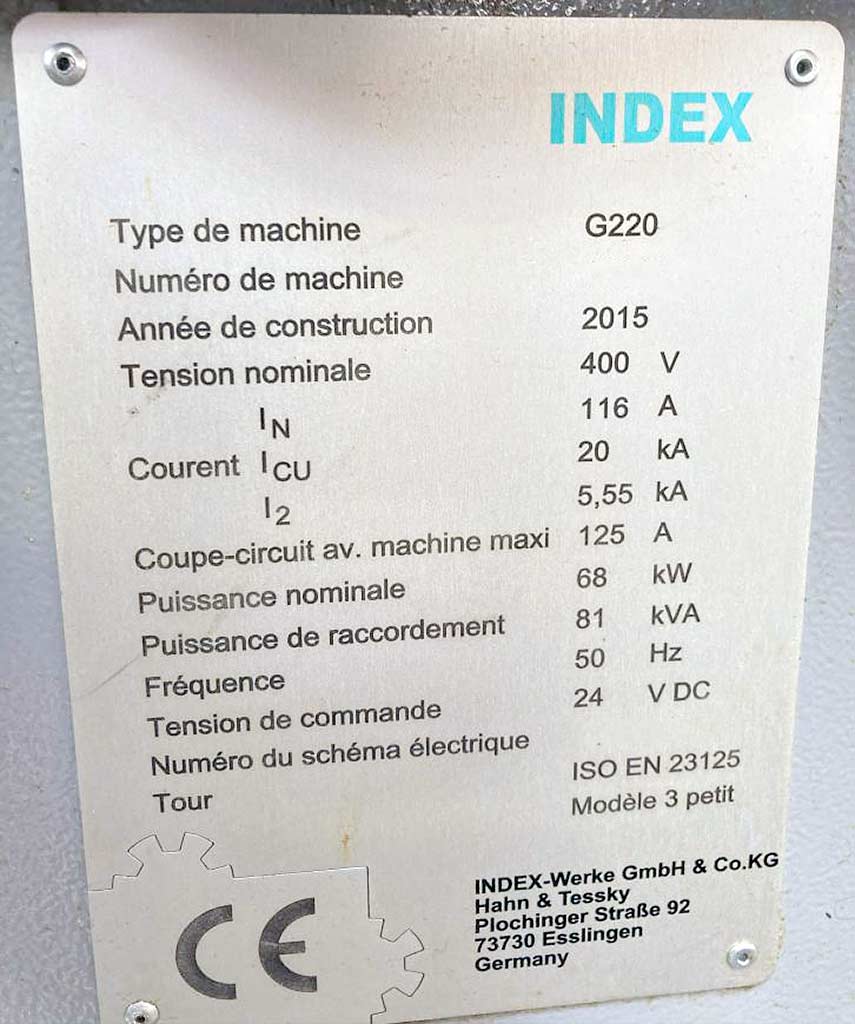 INDEX
Type de machine G220
Numéro de machine
Année de construction 2015
Tension nominale 400 V
IN 116 A
Courent ICU 20 kA
I2 5,55 kA
Coupe-circuit av. machine maxi 125 A
Puissance nominale 68 kW
Puissance de raccordement 81 kVA
Fréquence 50 Hz
Tension de commande 24 V DC
Numéro du schéma électrique
Tour ISO EN 23125
Modèle 3 petit
CE
INDEX-Werke GmbH & Co.KG
Hahn & Tessky
Plochinger Straße 92
73730 Esslingen
Germany